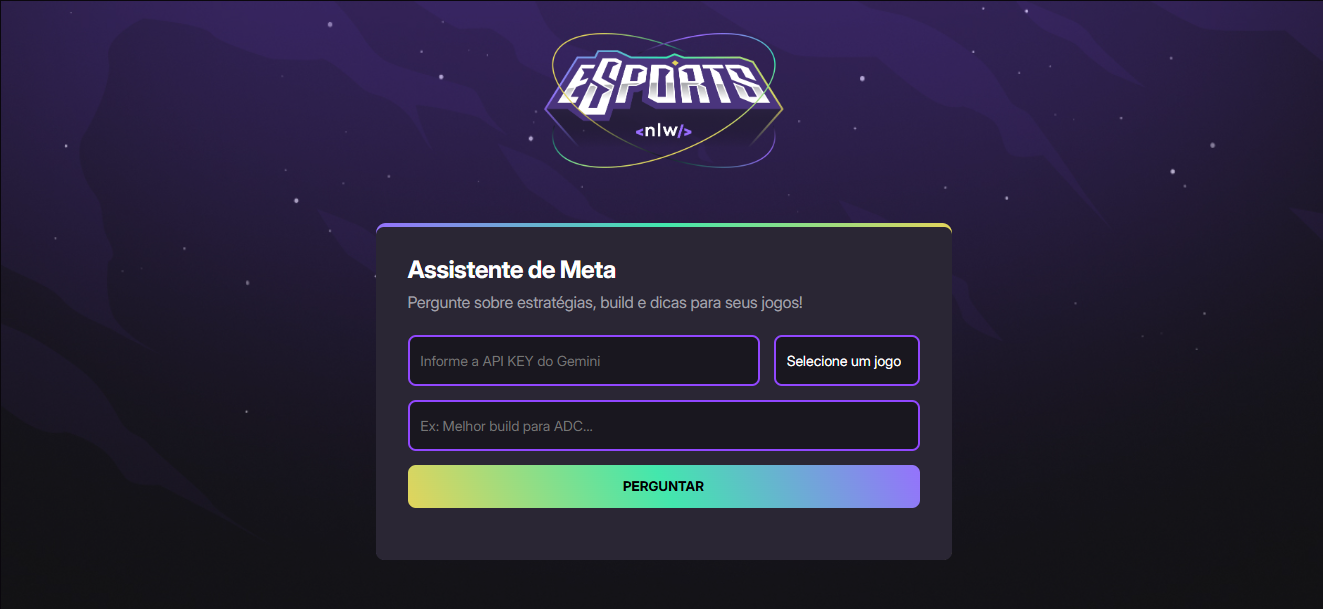 ESPORTS
<nlw/>
Assistente de Meta
Pergunte sobre estratégias, build e dicas para seus jogos!
Informe a API KEY do Gemini
Selecione um jogo
Ex: Melhor build para ADC...
PERGUNTAR